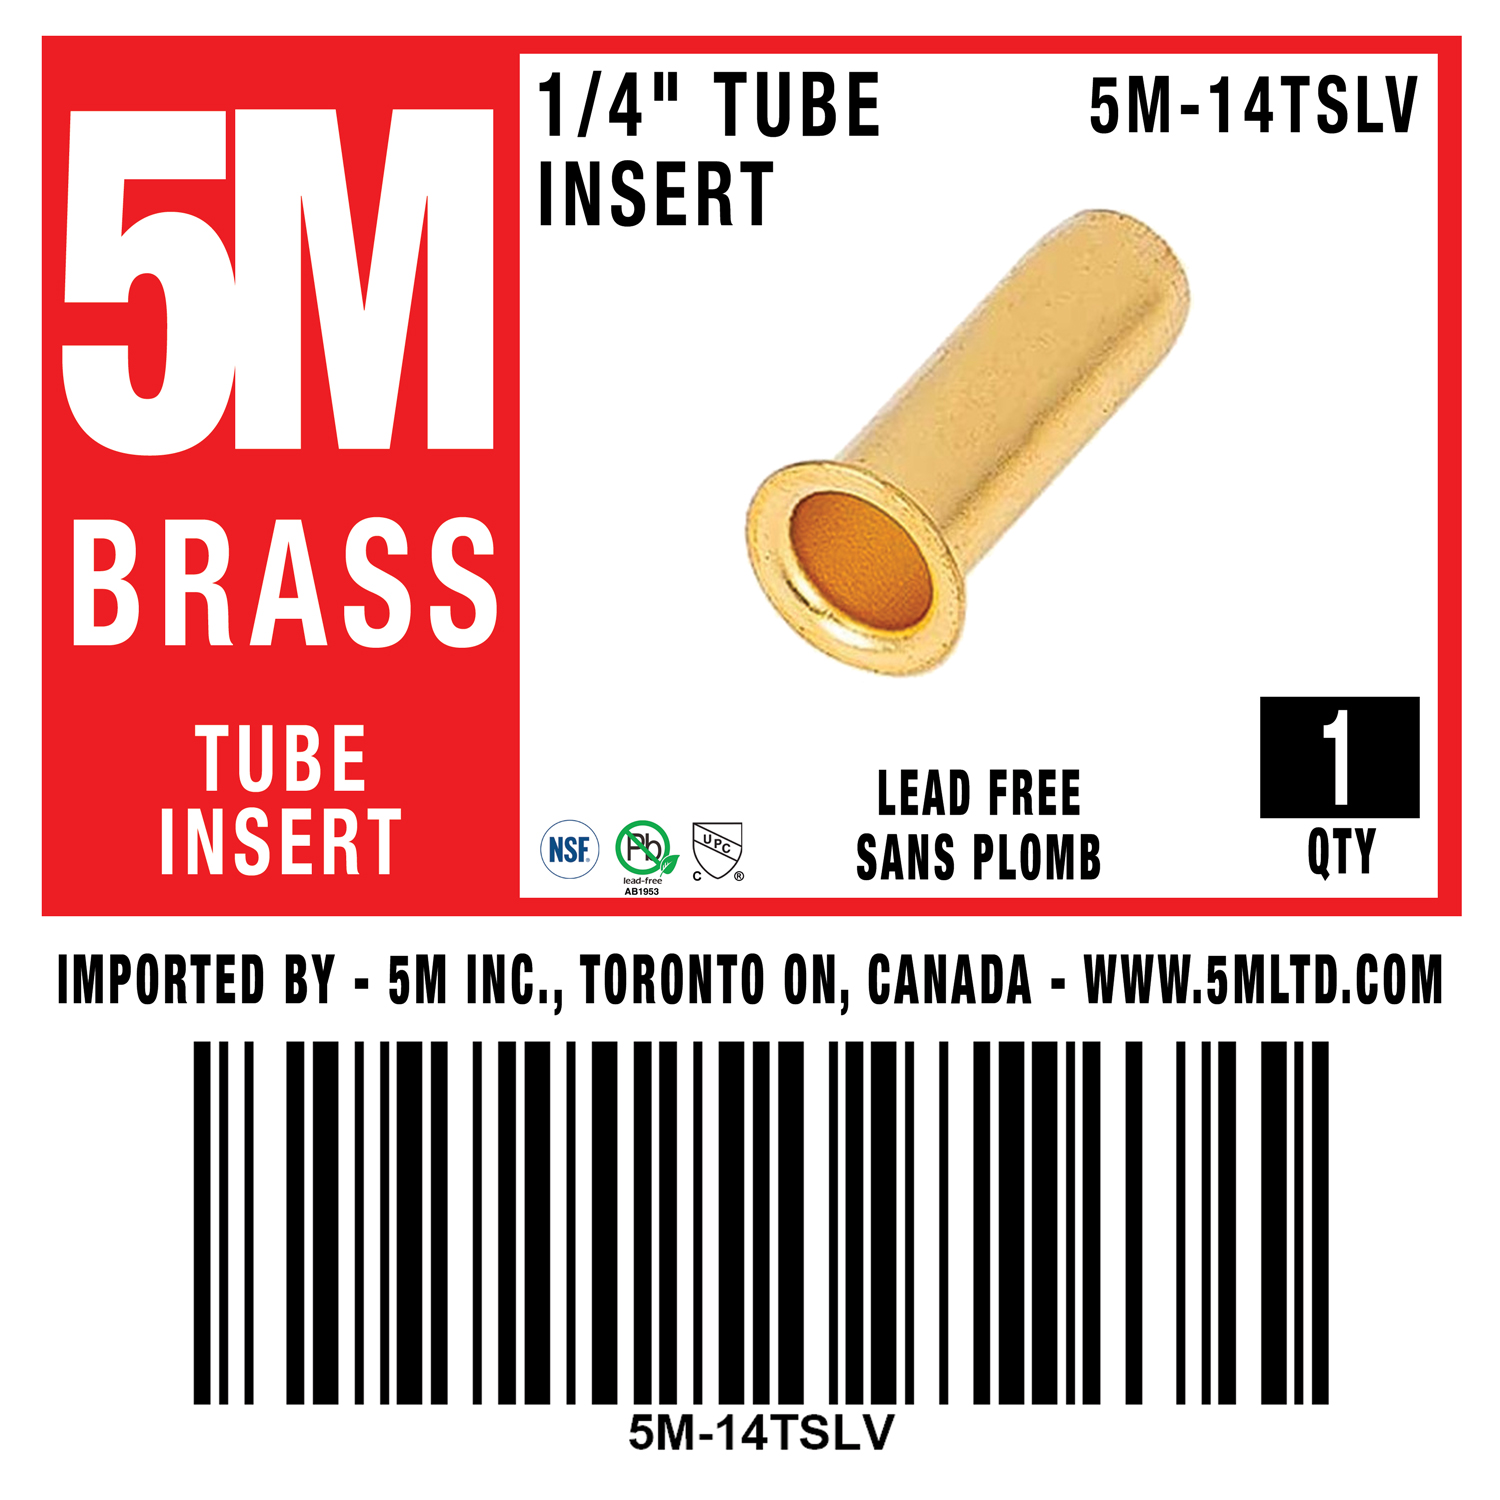 5M
BRASS
TUBE
INSERT
1/4" TUBE
INSERT
5M-14TSLV
NSF®
Pb
lead-free
AB1953
UPC
C ®
LEAD FREE
SANS PLOMB
1
QTY
IMPORTED BY - 5M INC., TORONTO ON, CANADA - WWW.5MLTD.COM
5M-14TSLV